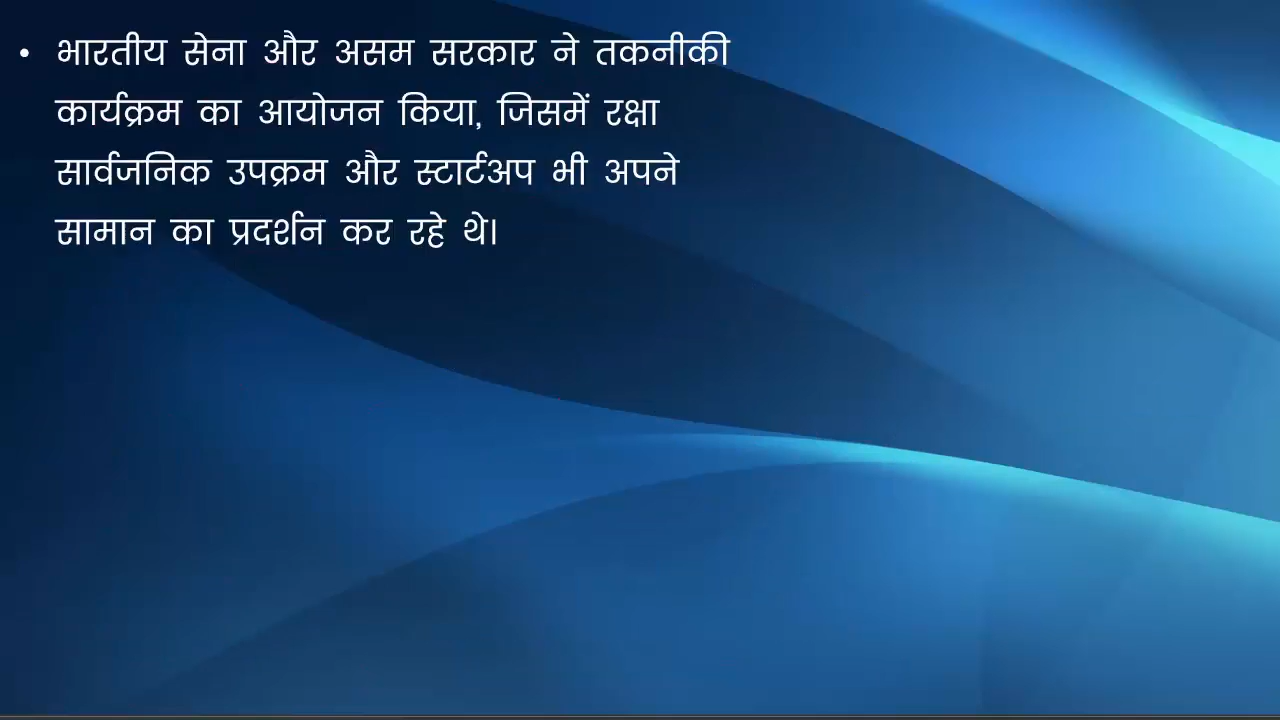 • भारतीय सेना और असम सरकार ने तकनीकी
कार्यक्रम का आयोजन किया, जिसमें रक्षा
सार्वजनिक उपक्रम और स्टार्टअप भी अपने
सामान का प्रदर्शन कर रहे थे।